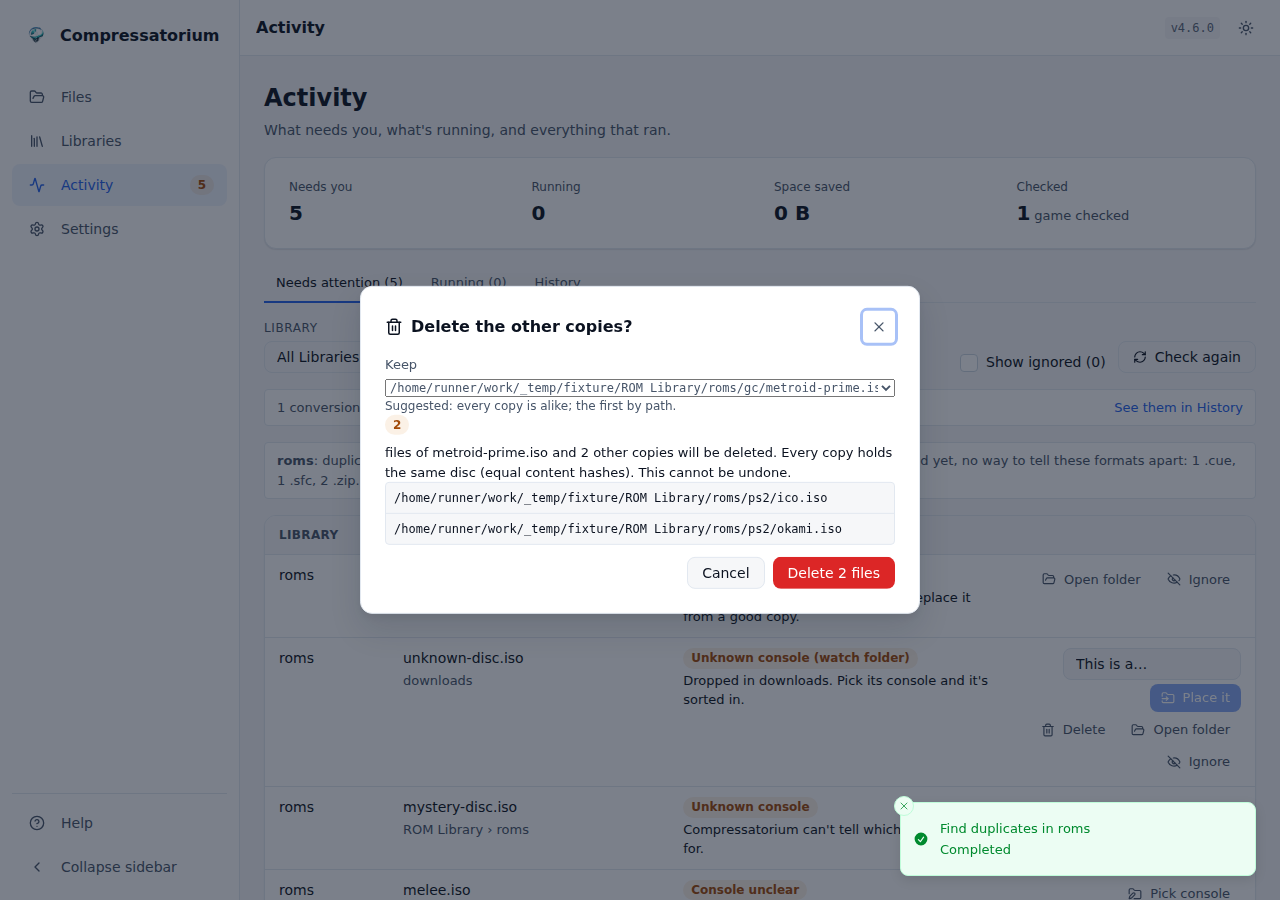 Compressatorium
Activity
v4.6.0
Files
Libraries
Activity
5
Settings
Help
Collapse sidebar
Activity
What needs you, what's running, and everything that ran.
Needs you
5
Running
0
Space saved
0 B
Checked
1 game checked
Needs attention (5)
Running (0)
History
LIBRARY
All Libraries
Show ignored (0)
Check again
1 conversion
See them in History
roms: duplic
d yet, no way to tell these formats apart: 1 .cue,
1 .sfc, 2 .zip.
LIBRARY
roms
eplace it
from a good copy.
Open folder
Ignore
roms
unknown-disc.iso
downloads
Unknown console (watch folder)
Dropped in downloads. Pick its console and it's
sorted in.
This is a...
Place it
Delete
Open folder
Ignore
roms
mystery-disc.iso
ROM Library › roms
Unknown console
Compressatorium can't tell which
for.
roms
melee.iso
Console unclear
Pick console
Delete the other copies?
Keep
/home/runner/work/_temp/fixture/ROM Library/roms/gc/metroid-prime.is
Suggested: every copy is alike; the first by path.
2
files of metroid-prime.iso and 2 other copies will be deleted. Every copy holds
the same disc (equal content hashes). This cannot be undone.
/home/runner/work/_temp/fixture/ROM Library/roms/ps2/ico.iso
/home/runner/work/_temp/fixture/ROM Library/roms/ps2/okami.iso
Cancel
Delete 2 files
Find duplicates in roms
Completed